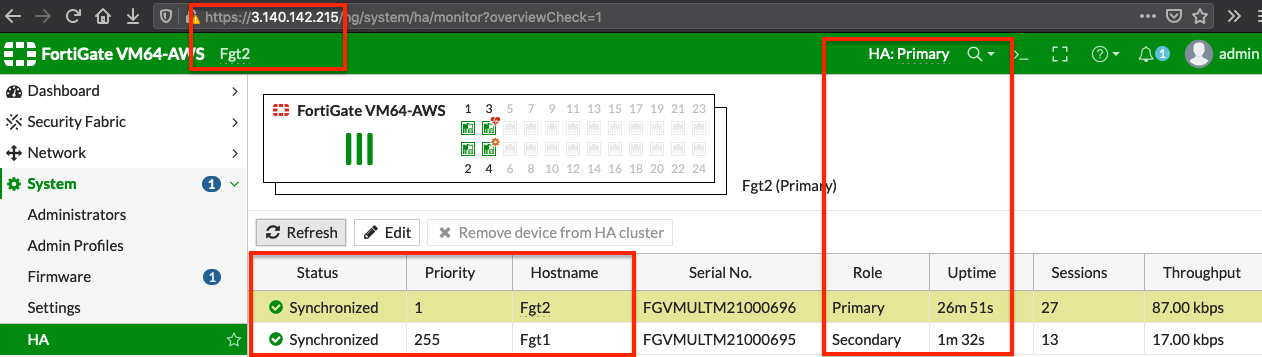 https://3.140.142.215/ng/system/ha/monitor?overviewCheck=1
FortiGate VM64-AWS Fgt2 HA: Primary >_ 1 admin
Dashboard
Security Fabric
Network
System 1
Administrators
Admin Profiles
Firmware 1
Settings
HA
FortiGate VM64-AWS
1 3 5 7 9 11 13 15 17 19 21 23
2 4 6 8 10 12 14 16 18 20 22 24
Fgt2 (Primary)
Refresh Edit Remove device from HA cluster
Status Priority Hostname Serial No. Role Uptime Sessions Throughput
Synchronized 1 Fgt2 FGVMULTM21000696 Primary 26m 51s 27 87.00 kbps
Synchronized 255 Fgt1 FGVMULTM21000695 Secondary 1m 32s 13 17.00 kbps